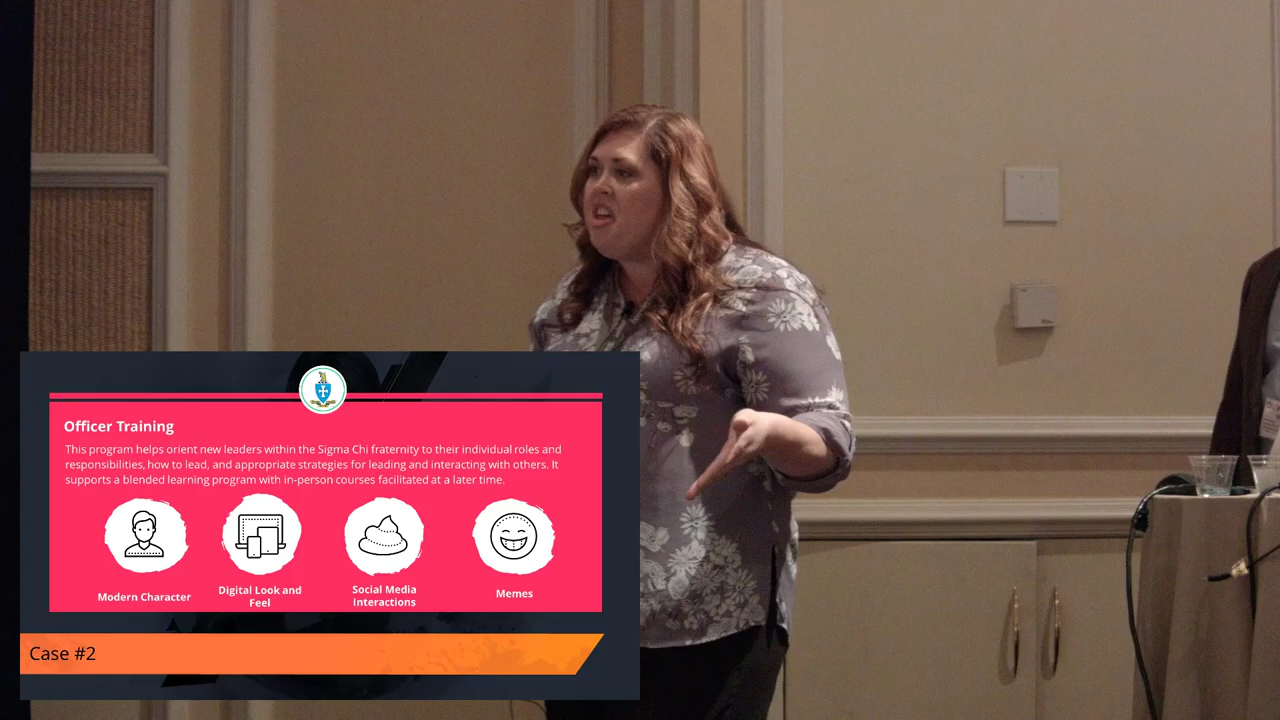 Officer Training
This program helps orient new leaders within the Sigma Chi fraternity to their individual roles and
responsibilities, how to lead, and appropriate strategies for leading and interacting with others. It
supports a blended learning program with in-person courses facilitated at a later time.
Modern Character
Digital Look and
Feel
Social Media
Interactions
Memes
Case #2